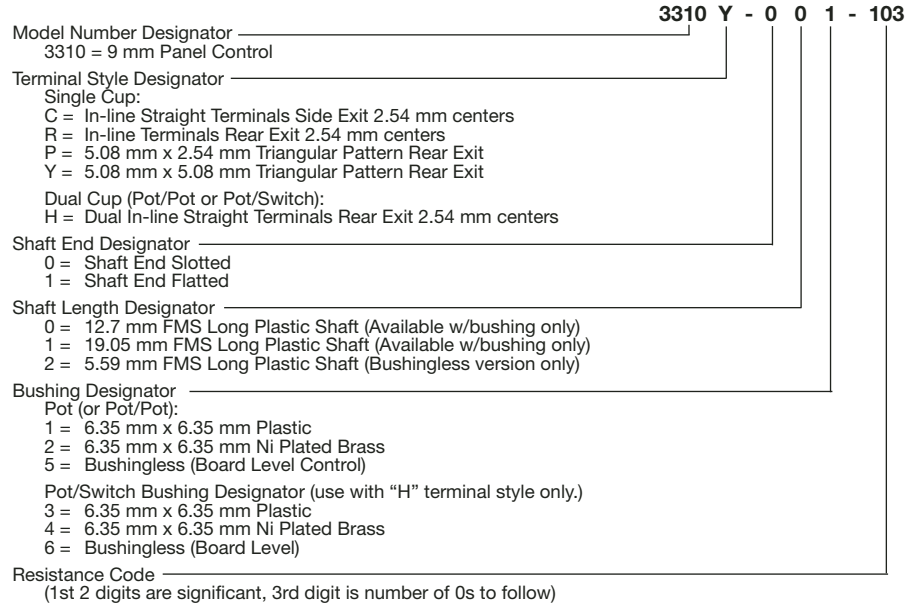 3310 Y - 0 0 1 - 103
Model Number Designator
3310 = 9 mm Panel Control
Terminal Style Designator
Single Cup:
C = In-line Straight Terminals Side Exit 2.54 mm centers
R = In-line Terminals Rear Exit 2.54 mm centers
P = 5.08 mm x 2.54 mm Triangular Pattern Rear Exit
Y = 5.08 mm x 5.08 mm Triangular Pattern Rear Exit
Dual Cup (Pot/Pot or Pot/Switch):
H = Dual In-line Straight Terminals Rear Exit 2.54 mm centers
Shaft End Designator
0 = Shaft End Slotted
1 = Shaft End Flatted
Shaft Length Designator
0 = 12.7 mm FMS Long Plastic Shaft (Available w/bushing only)
1 = 19.05 mm FMS Long Plastic Shaft (Available w/bushing only)
2 = 5.59 mm FMS Long Plastic Shaft (Bushingless version only)
Bushing Designator
Pot (or Pot/Pot):
1 = 6.35 mm x 6.35 mm Plastic
2 = 6.35 mm x 6.35 mm Ni Plated Brass
5 = Bushingless (Board Level Control)
Pot/Switch Bushing Designator (use with “H” terminal style only.)
3 = 6.35 mm x 6.35 mm Plastic
4 = 6.35 mm x 6.35 mm Ni Plated Brass
6 = Bushingless (Board Level)
Resistance Code
(1st 2 digits are significant, 3rd digit is number of 0s to follow)